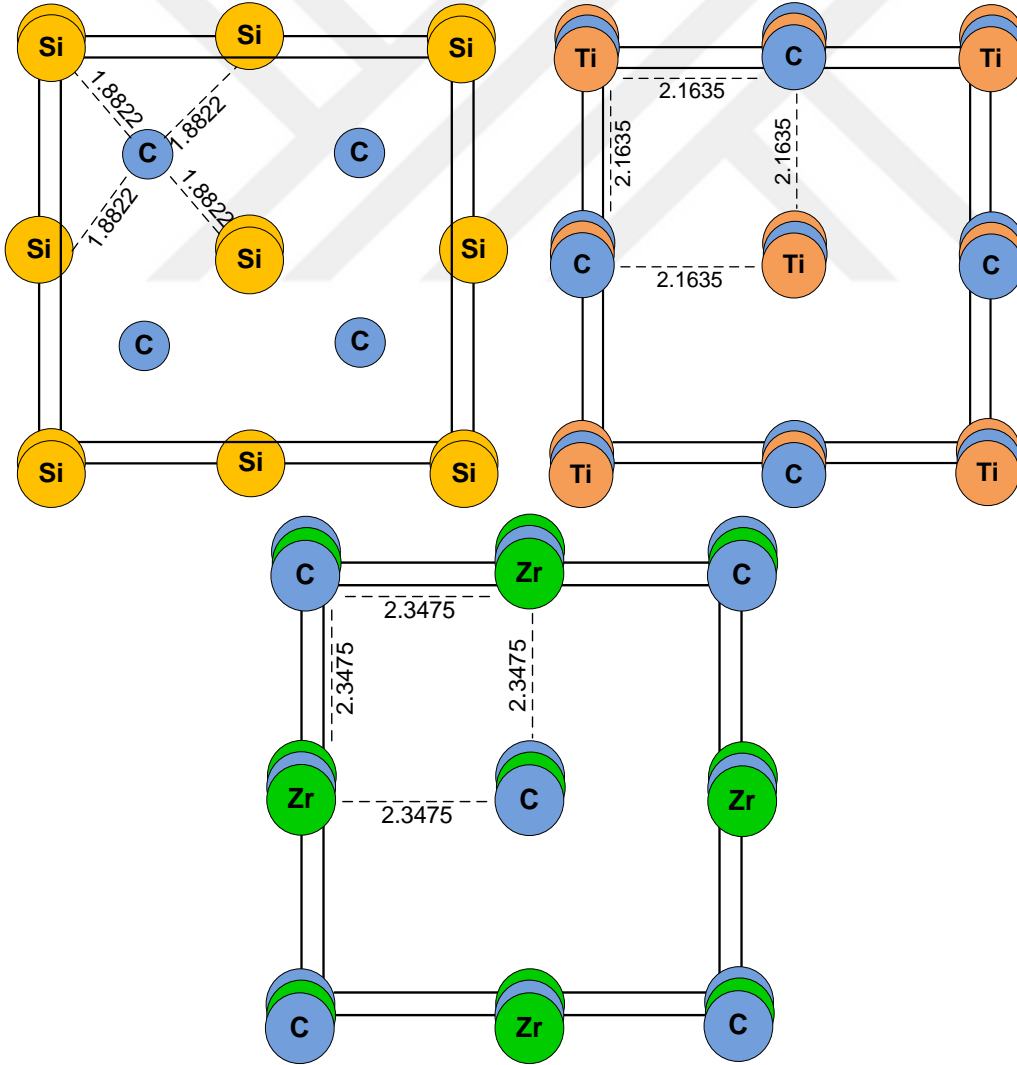 Si Si Si
1.8822
1.8822
C C
1.8822
1.8822
Si Si Si
C C
Si Si Si
Ti C Ti
2.1635
2.1635
2.1635
C Ti C
2.1635
Ti C Ti
C Zr C
2.3475
2.3475
2.3475
Zr C Zr
2.3475
C Zr C